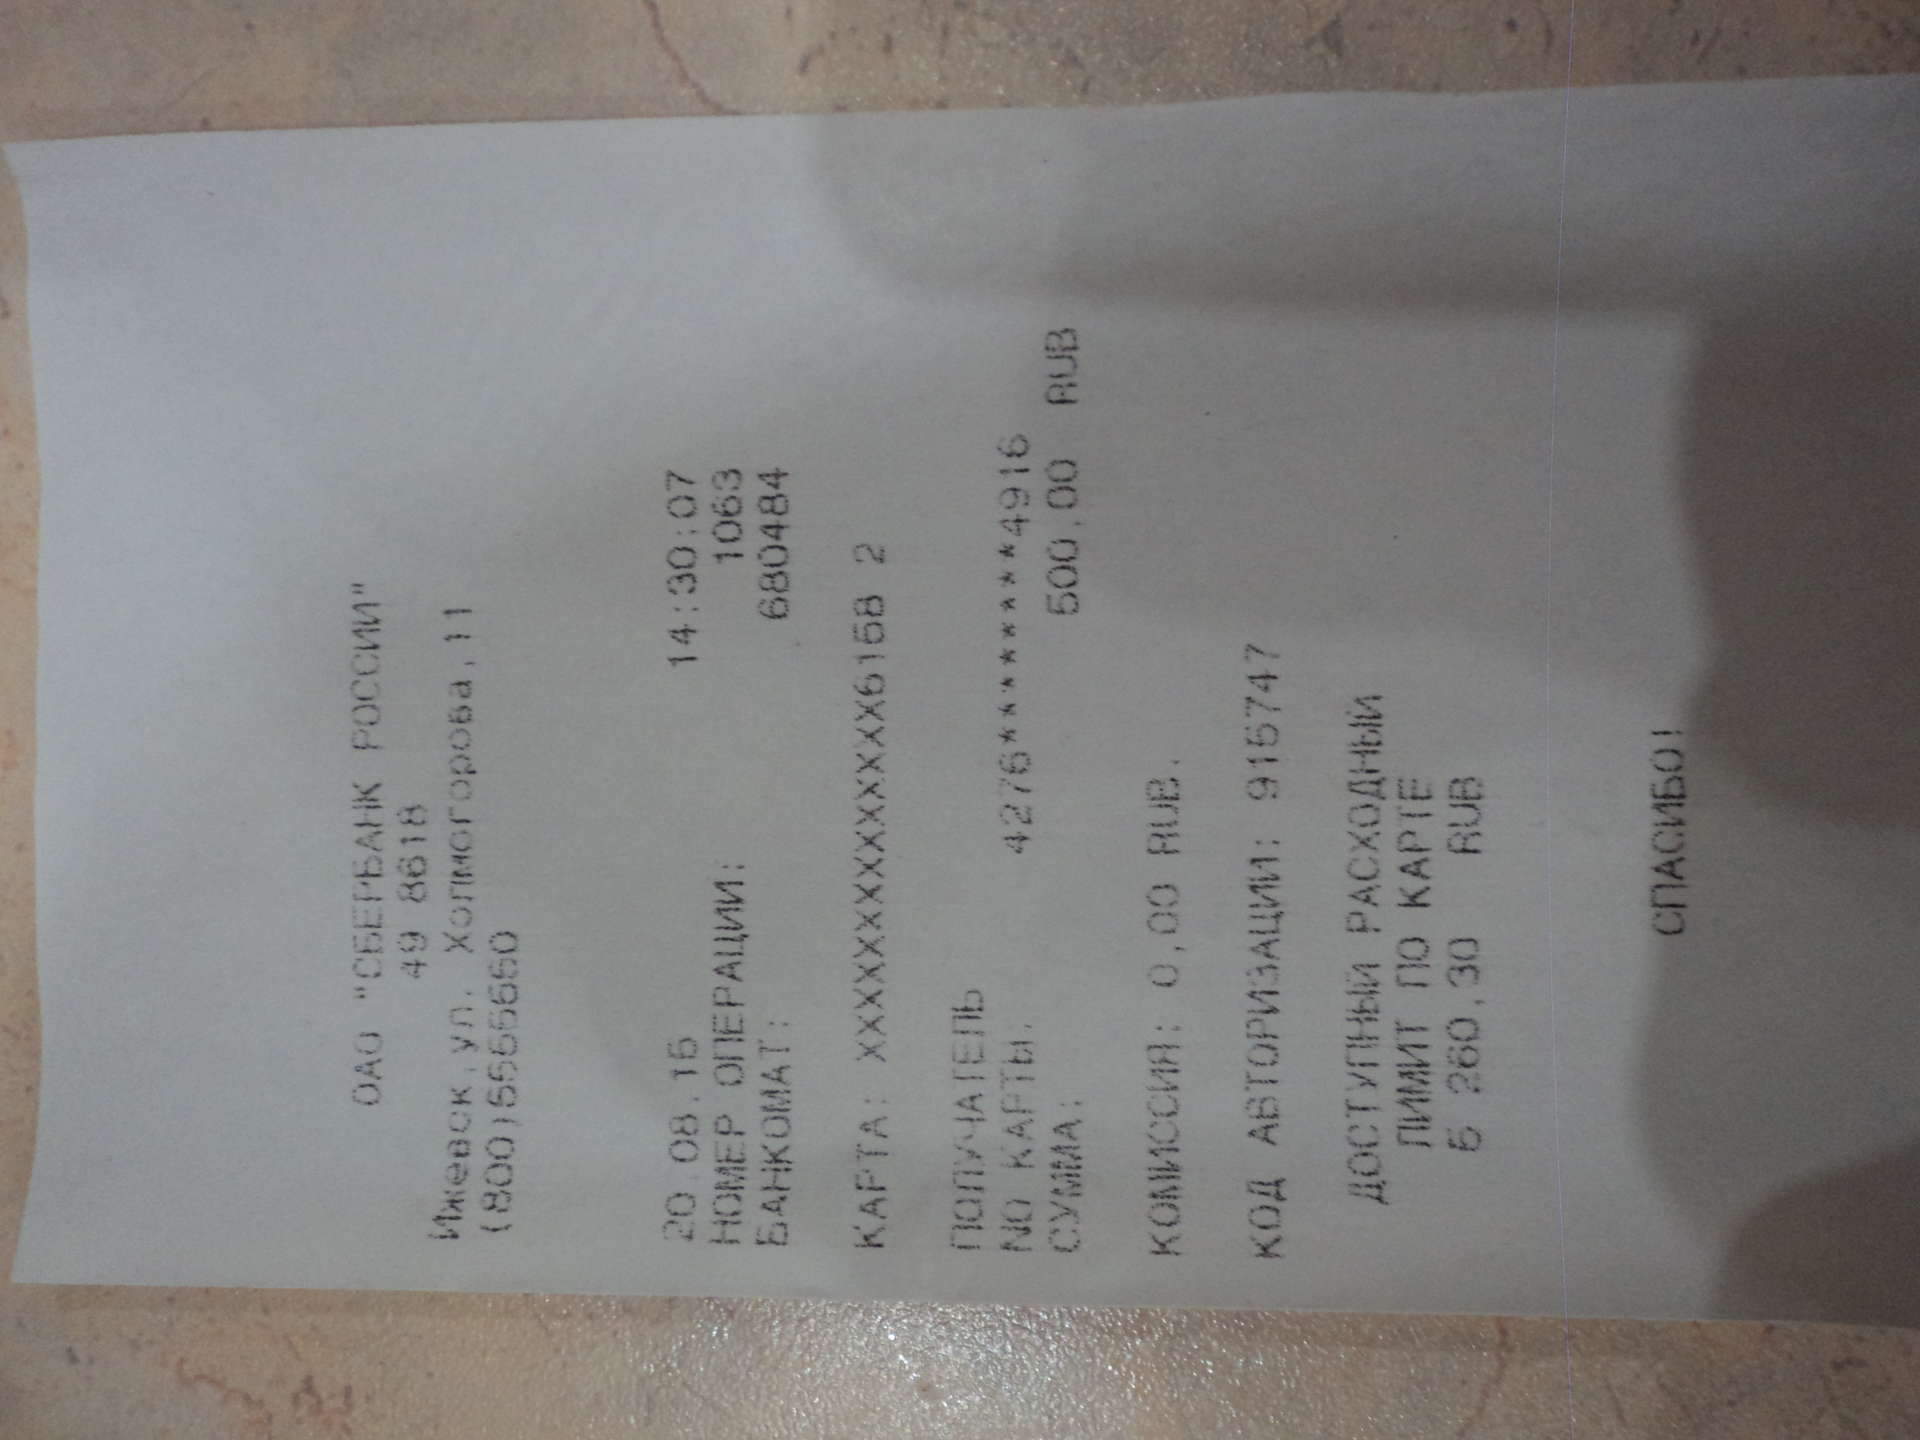 ОАО "СБЕРБАНК РОССИИ"
49 8618
Ижевск,ул. Холмогорова,11
(800)5555550
20.08.15 14:30:07
НОМЕР ОПЕРАЦИИ: 1063
БАНКОМАТ: 680484
КАРТА: XXXXXXXXXXXXXX6158 2
ПОЛУЧАТЕЛЬ
NO КАРТЫ: 4276********4916
СУММА: 500.00 RUB
КОМИССИЯ: 0,00 RUB.
КОД АВТОРИЗАЦИИ: 915747
ДОСТУПНЫЙ РАСХОДНЫЙ
ЛИМИТ ПО КАРТЕ
5 260.30 RUB
СПАСИБО!